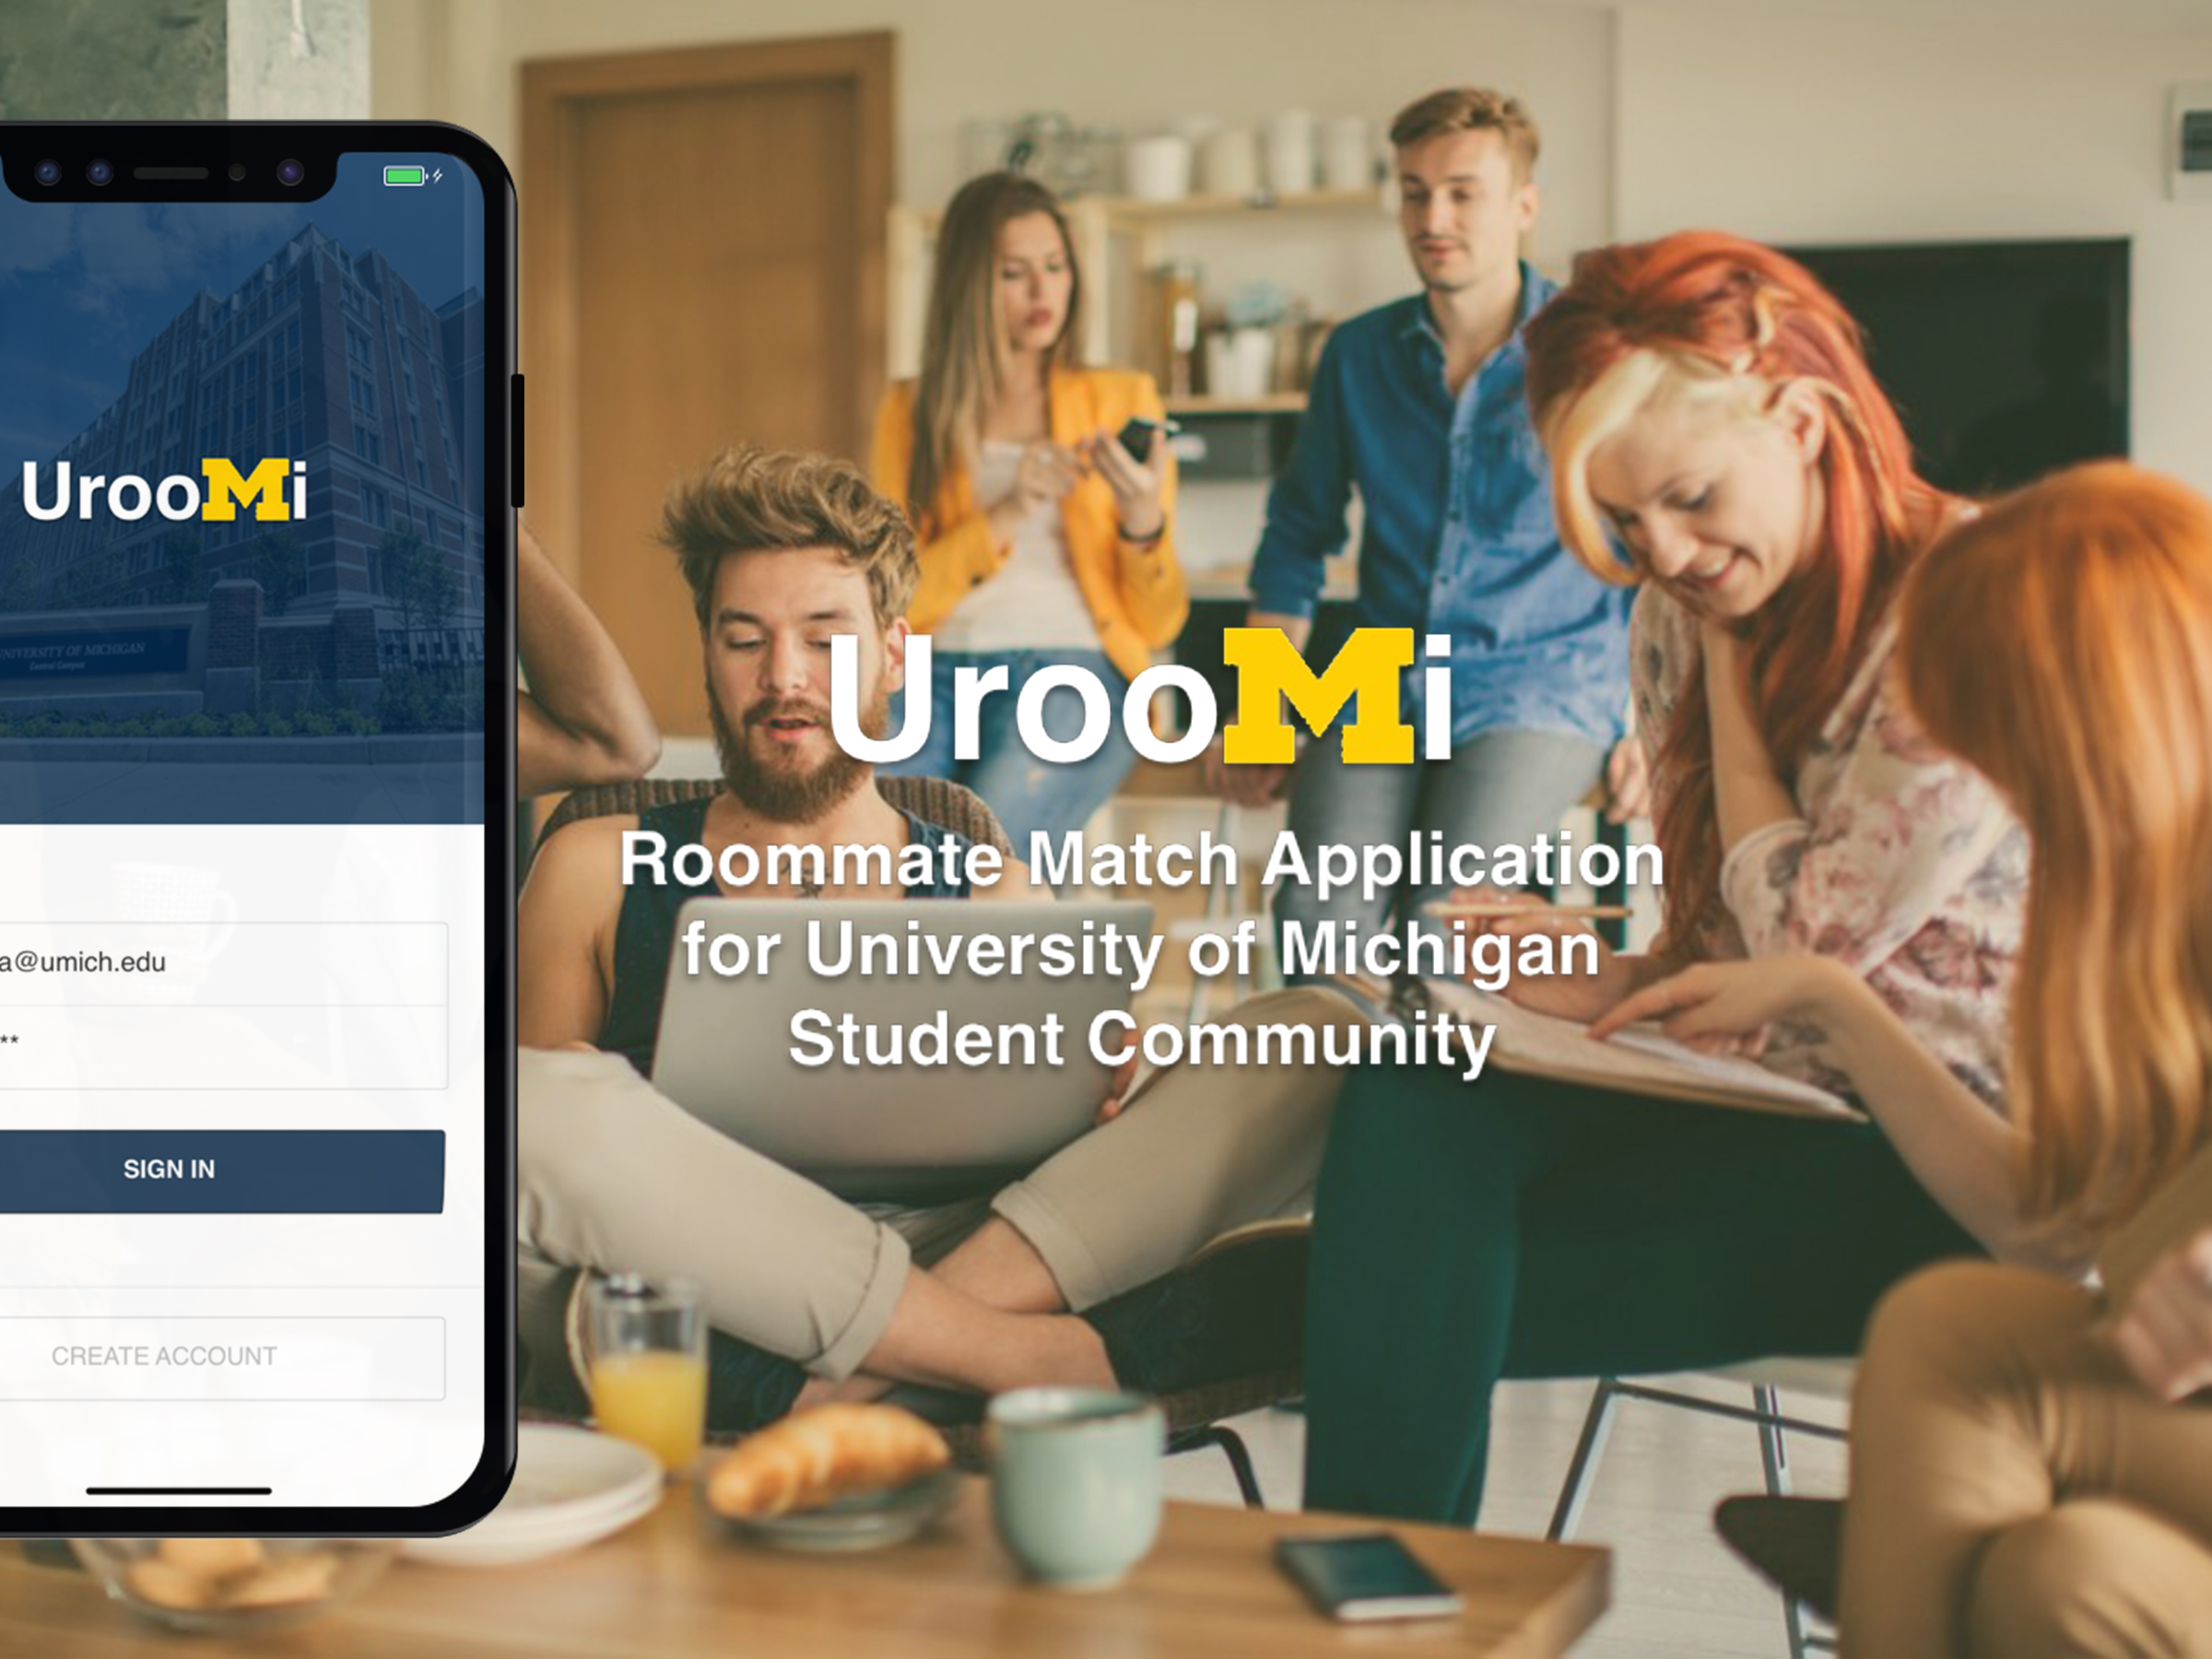 UrooMi
UNIVERSITY OF MICHIGAN
Central Campus
a@umich.edu
**
SIGN IN
CREATE ACCOUNT
UrooMi
Roommate Match Application
for University of Michigan
Student Community